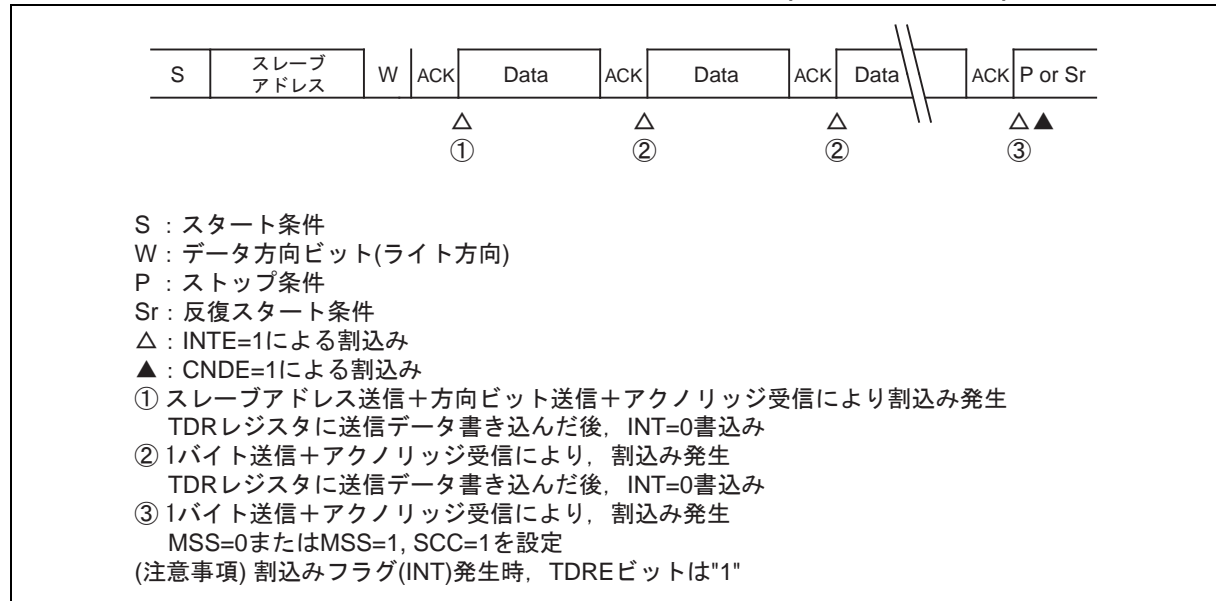 S スレーブ アドレス W ACK Data ACK Data ACK Data ACK P or Sr
△ △ △ △▲
① ② ② ③
S : スタート条件
W : データ方向ビット(ライト方向)
P : ストップ条件
Sr : 反復スタート条件
△ : INTE=1による割込み
▲ : CNDE=1による割込み
① スレーブアドレス送信+方向ビット送信+アクノリッジ受信により割込み発生
TDRレジスタに送信データ書き込んだ後, INT=0書込み
② 1バイト送信+アクノリッジ受信により, 割込み発生
TDRレジスタに送信データ書き込んだ後, INT=0書込み
③ 1バイト送信+アクノリッジ受信により, 割込み発生
MSS=0またはMSS=1, SCC=1を設定
(注意事項) 割込みフラグ(INT)発生時, TDREビットは"1"